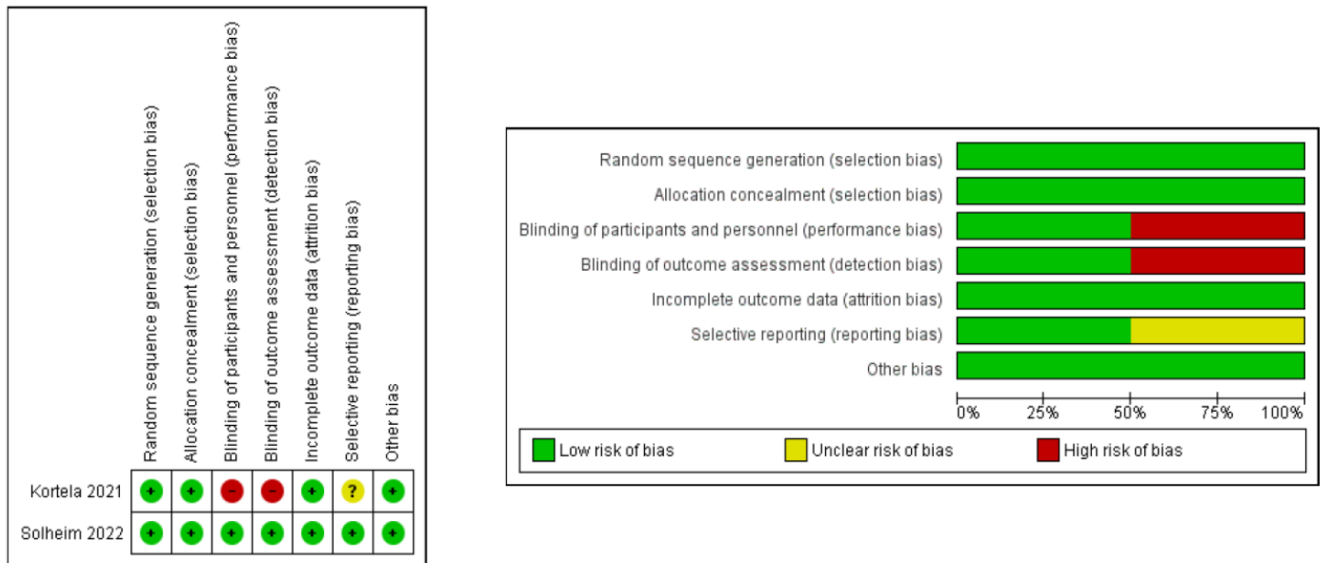 Random sequence generation (selection bias)
Allocation concealment (selection bias)
Blinding of participants and personnel (performance bias)
Blinding of outcome assessment (detection bias)
Incomplete outcome data (attrition bias)
Selective reporting (reporting bias)
Other bias
Kortela 2021 + + - - + ? +
Solheim 2022 + + + + + + +
Random sequence generation (selection bias)
Allocation concealment (selection bias)
Blinding of participants and personnel (performance bias)
Blinding of outcome assessment (detection bias)
Incomplete outcome data (attrition bias)
Selective reporting (reporting bias)
Other bias
0% 25% 50% 75% 100%
Low risk of bias Unclear risk of bias High risk of bias